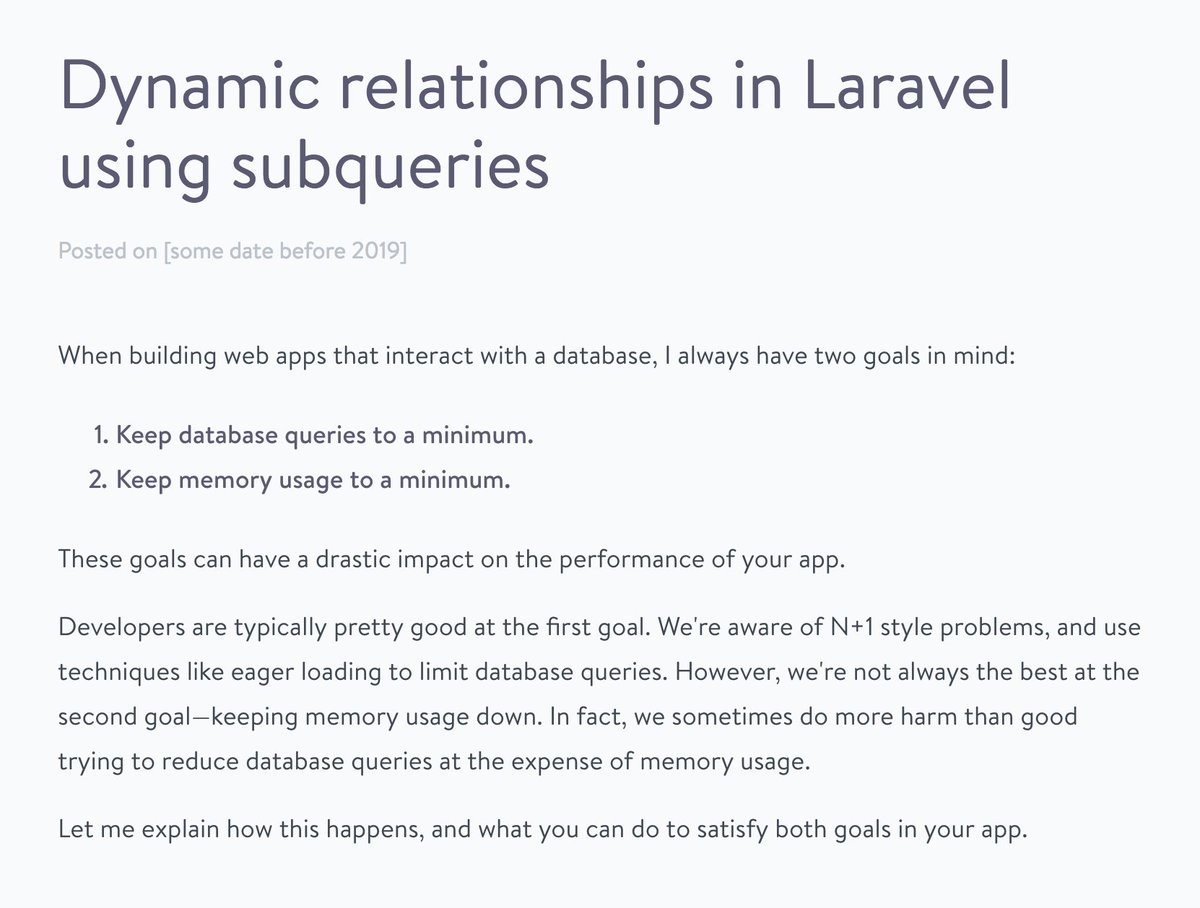 Dynamic relationships in Laravel
using subqueries
Posted on [some date before 2019]
When building web apps that interact with a database, I always have two goals in mind:
1. Keep database queries to a minimum.
2. Keep memory usage to a minimum.
These goals can have a drastic impact on the performance of your app.
Developers are typically pretty good at the first goal. We're aware of N+1 style problems, and use
techniques like eager loading to limit database queries. However, we're not always the best at the
second goal—keeping memory usage down. In fact, we sometimes do more harm than good
trying to reduce database queries at the expense of memory usage.
Let me explain how this happens, and what you can do to satisfy both goals in your app.